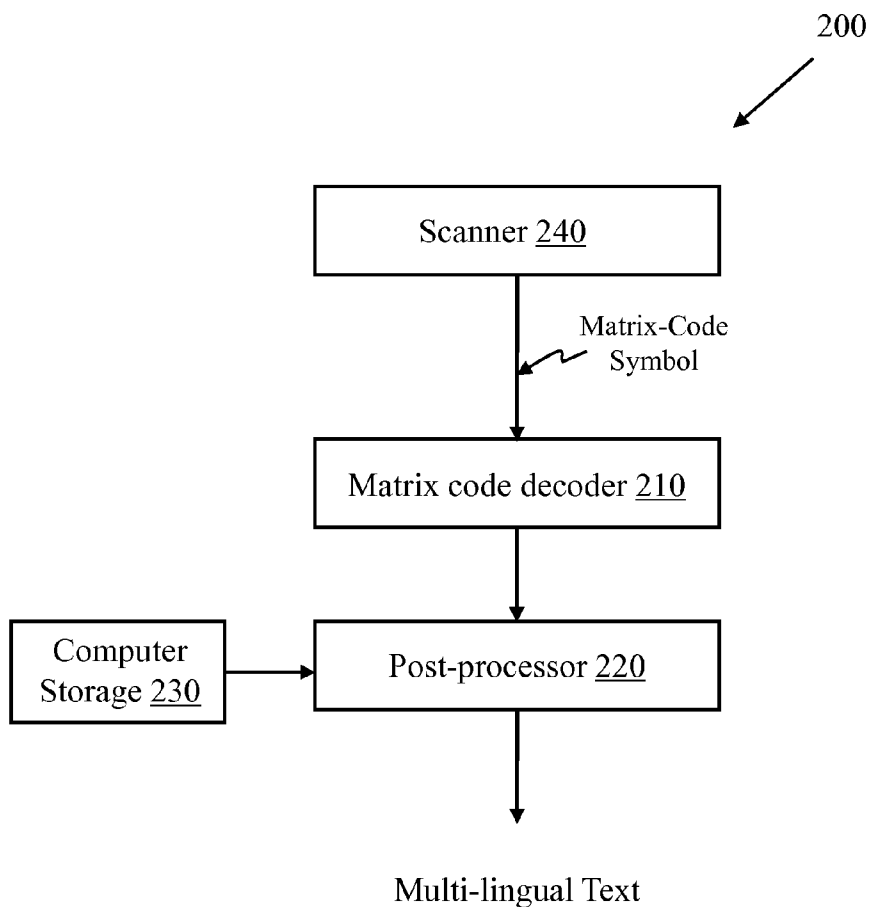 200
Scanner 240
Matrix-Code
Symbol
Matrix code decoder 210
Computer
Storage 230
Post-processor 220
Multi-lingual Text